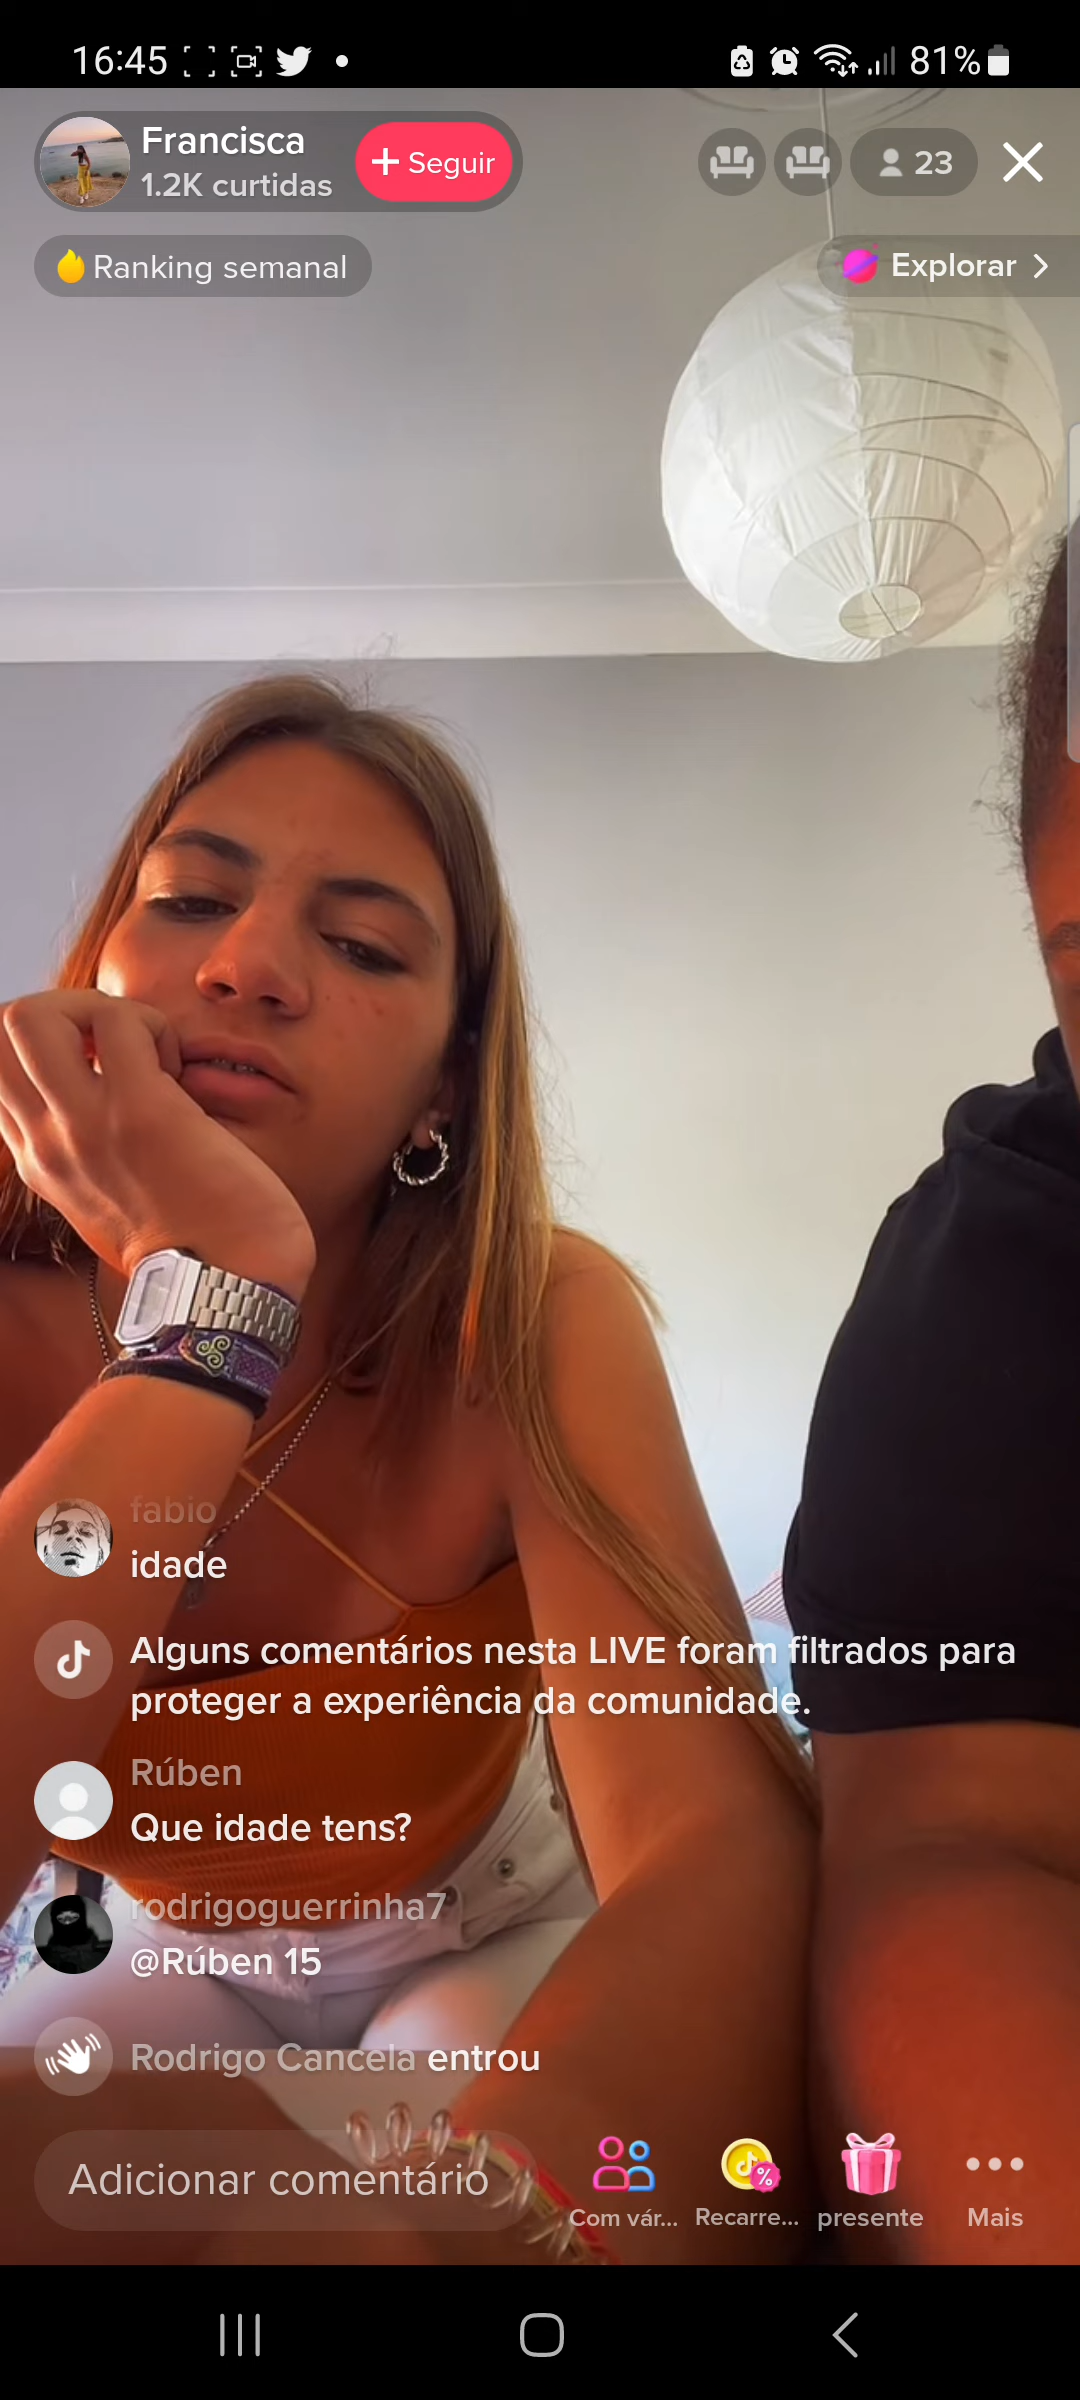 16:45
81%
Francisca
1.2K curtidas
+ Seguir
23
Ranking semanal
Explorar
fabio
idade
Alguns comentários nesta LIVE foram filtrados para
proteger a experiência da comunidade.
Rúben
Que idade tens?
rodrigoguerrinha7
@Rúben 15
Rodrigo Cancela entrou
Adicionar comentário
Com vár...
Recarre...
presente
Mais